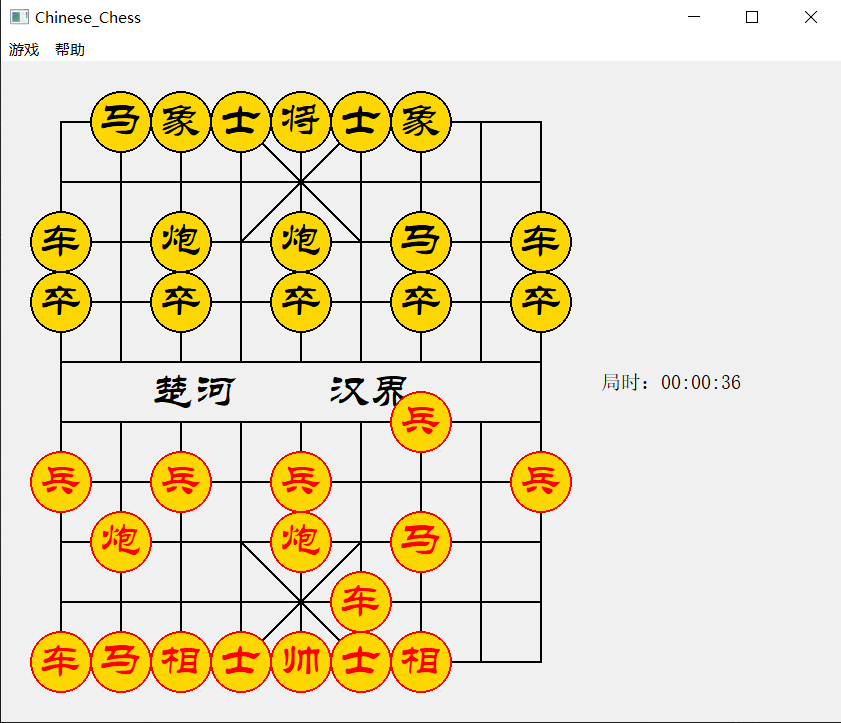 Chinese_Chess
游戏 帮助
马象士将士象
车炮炮马车
卒卒卒卒卒
楚河 汉界
局时：00:00:36
兵
兵兵兵兵
炮炮马
车
车马相士帅士相